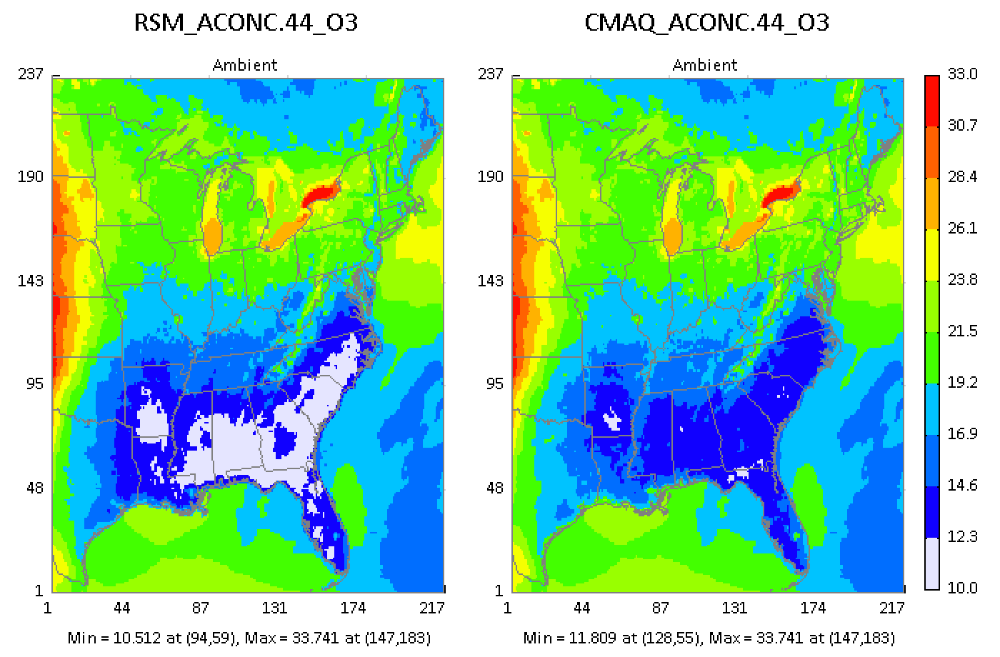 RSM_ACONC.44_O3
CMAQ_ACONC.44_O3
Ambient
Ambient
237
190
143
95
48
1
1 44 87 131 174 217
237
190
143
95
48
1
1 44 87 131 174 217
33.0
30.7
28.4
26.1
23.8
21.5
19.2
16.9
14.6
12.3
10.0
Min = 10.512 at (94,59), Max = 33.741 at (147,183)
Min = 11.809 at (128,55), Max = 33.741 at (147,183)